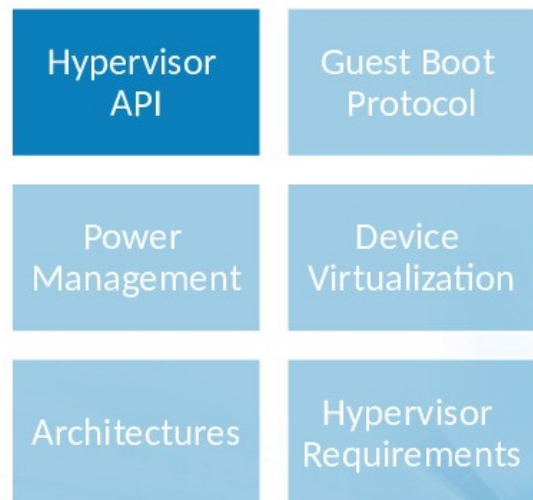 Hypervisor
API
Guest Boot
Protocol
Power
Management
Device
Virtualization
Architectures
Hypervisor
Requirements